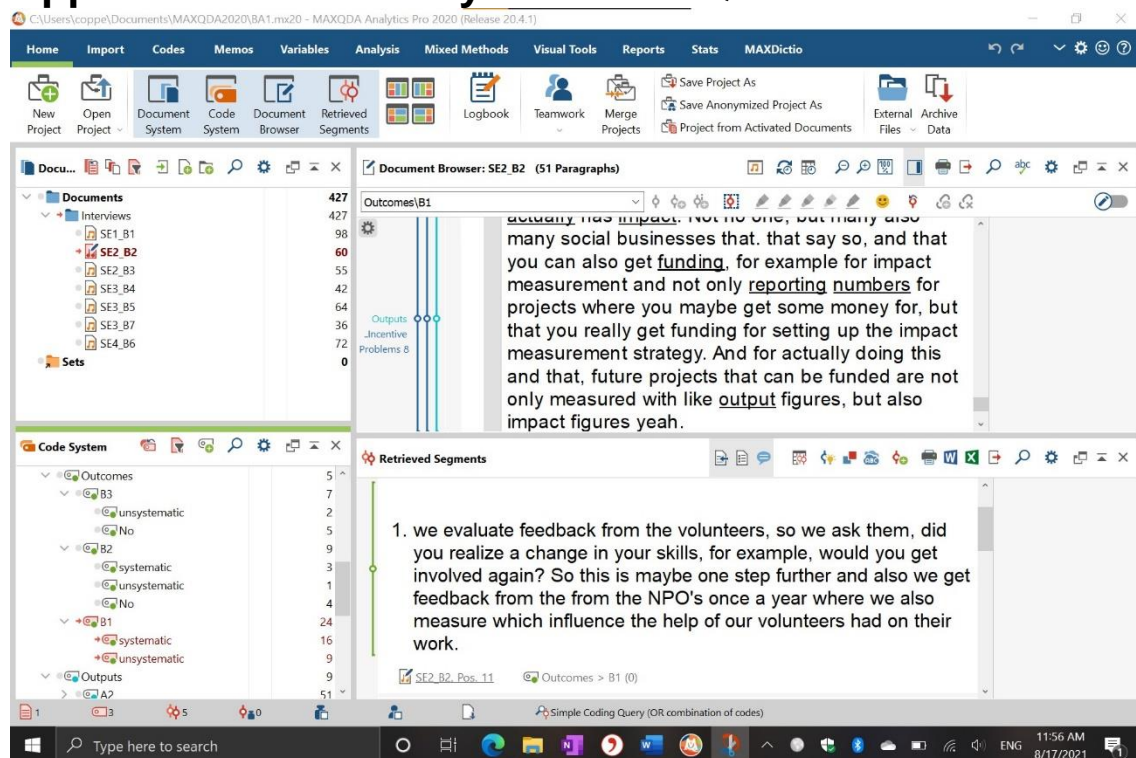 C:\Users\coppe\Documents\MAXQDA2020\BA1.mx20 - MAXQDA Analytics Pro 2020 (Release 20.4.1)
Home Import Codes Memos Variables Analysis Mixed Methods Visual Tools Reports Stats MAXDictio
New Project
Open Project
Document System
Code System
Document Browser
Retrieved Segments
Logbook
Teamwork
Merge Projects
Save Project As
Save Anonymized Project As
Project from Activated Documents
External Files
Archive Data
Docu...
Documents 427
Interviews 427
SE1_B1 98
SE2_B2 60
SE2_B3 55
SE3_B4 42
SE3_B5 64
SE3_B7 36
SE4_B6 72
Sets 0
Document Browser: SE2_B2 (51 Paragraphs)
Outcomes\B1
Outputs
..Incentive
Problems 8
actually has impact. Not no one, but many also
many social businesses that. that say so, and that
you can also get funding, for example for impact
measurement and not only reporting numbers for
projects where you maybe get some money for, but
that you really get funding for setting up the impact
measurement strategy. And for actually doing this
and that, future projects that can be funded are not
only measured with like output figures, but also
impact figures yeah.
Code System
Outcomes 5
B3 7
unsystematic 2
No 5
B2 9
systematic 3
unsystematic 1
No 4
B1 24
systematic 16
unsystematic 9
Outputs 9
A2 51
Retrieved Segments
1. we evaluate feedback from the volunteers, so we ask them, did
you realize a change in your skills, for example, would you get
involved again? So this is maybe one step further and also we get
feedback from the from the NPO's once a year where we also
measure which influence the help of our volunteers had on their
work.
SE2_B2, Pos. 11 Outcomes > B1 (0)
1 3 5 0 Simple Coding Query (OR combination of codes)
Type here to search
ENG
11:56 AM
8/17/2021